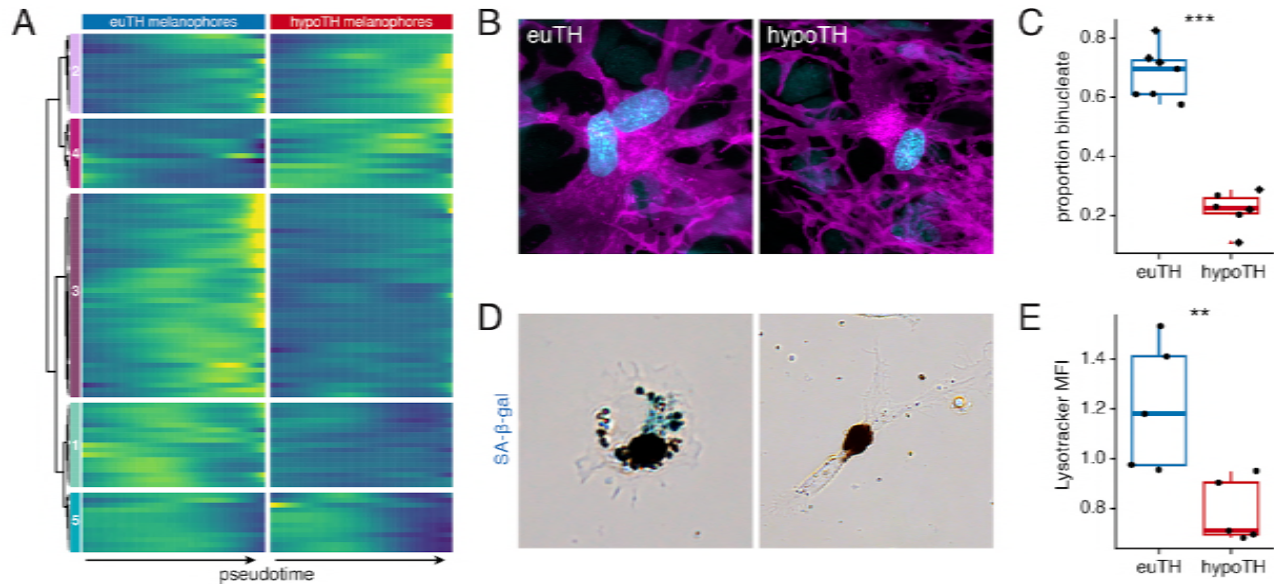 A
euTH melanophores
hypoTH melanophores
2
4
3
1
5
pseudotime
B
euTH
hypoTH
C
proportion binucleate
0.8
0.6
0.4
0.2
***
euTH
hypoTH
D
SA-β-gal
E
Lysotracker MFI
1.4
1.2
1.0
0.8
**
euTH
hypoTH